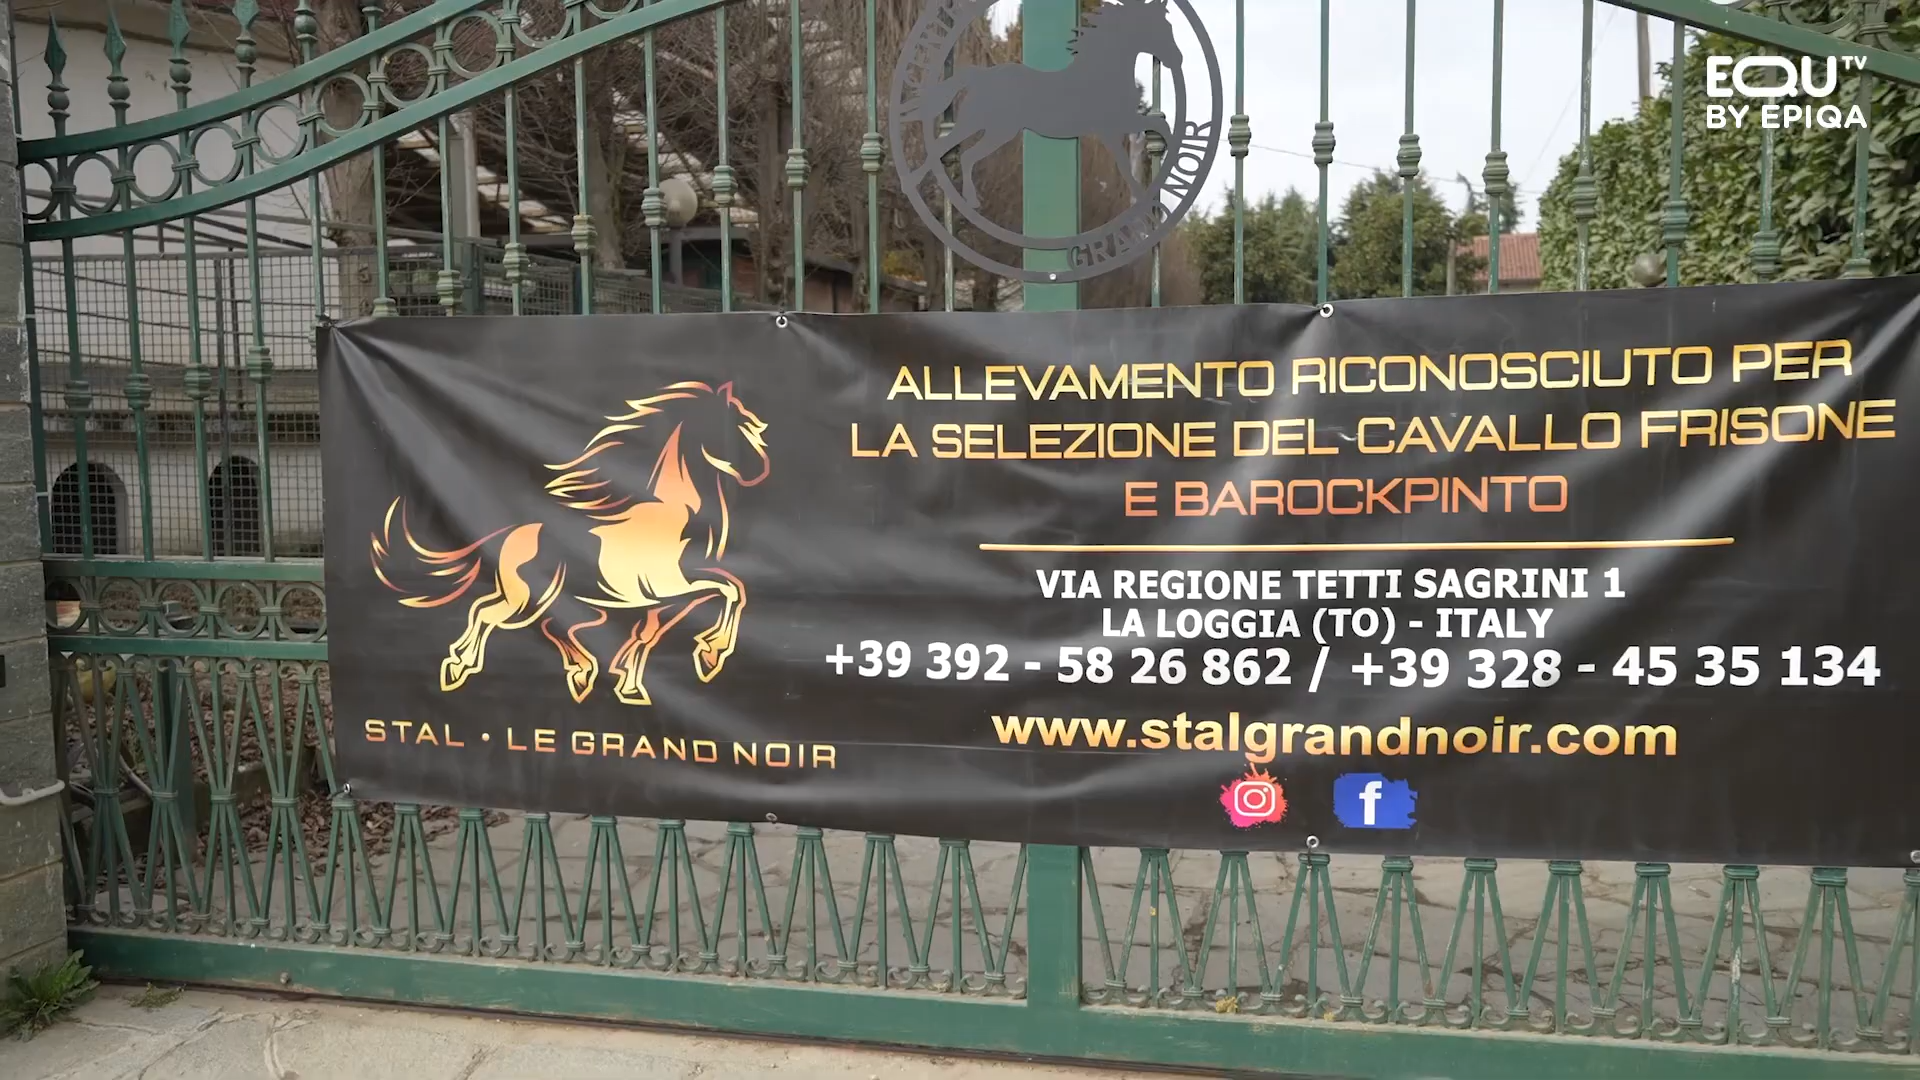 EQUTV
BY EPIQA
GRAND NOIR
ALLEVAMENTO RICONOSCIUTO PER
LA SELEZIONE DEL CAVALLO FRISONE
E BAROCKPINTO
VIA REGIONE TETTI SAGRINI 1
LA LOGGIA (TO) - ITALY
+39 392 - 58 26 862 / +39 328 - 45 35 134
www.stalgrandnoir.com
STAL • LE GRAND NOIR